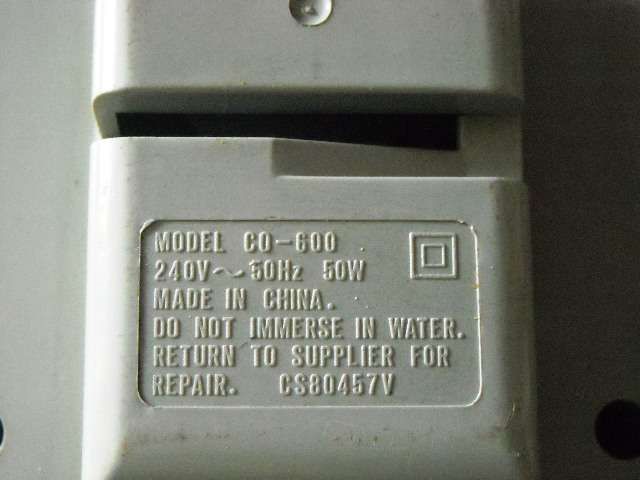 MODEL CO-600
240V~50Hz 50W
MADE IN CHINA.
DO NOT IMMERSE IN WATER.
RETURN TO SUPPLIER FOR
REPAIR. CS80457V